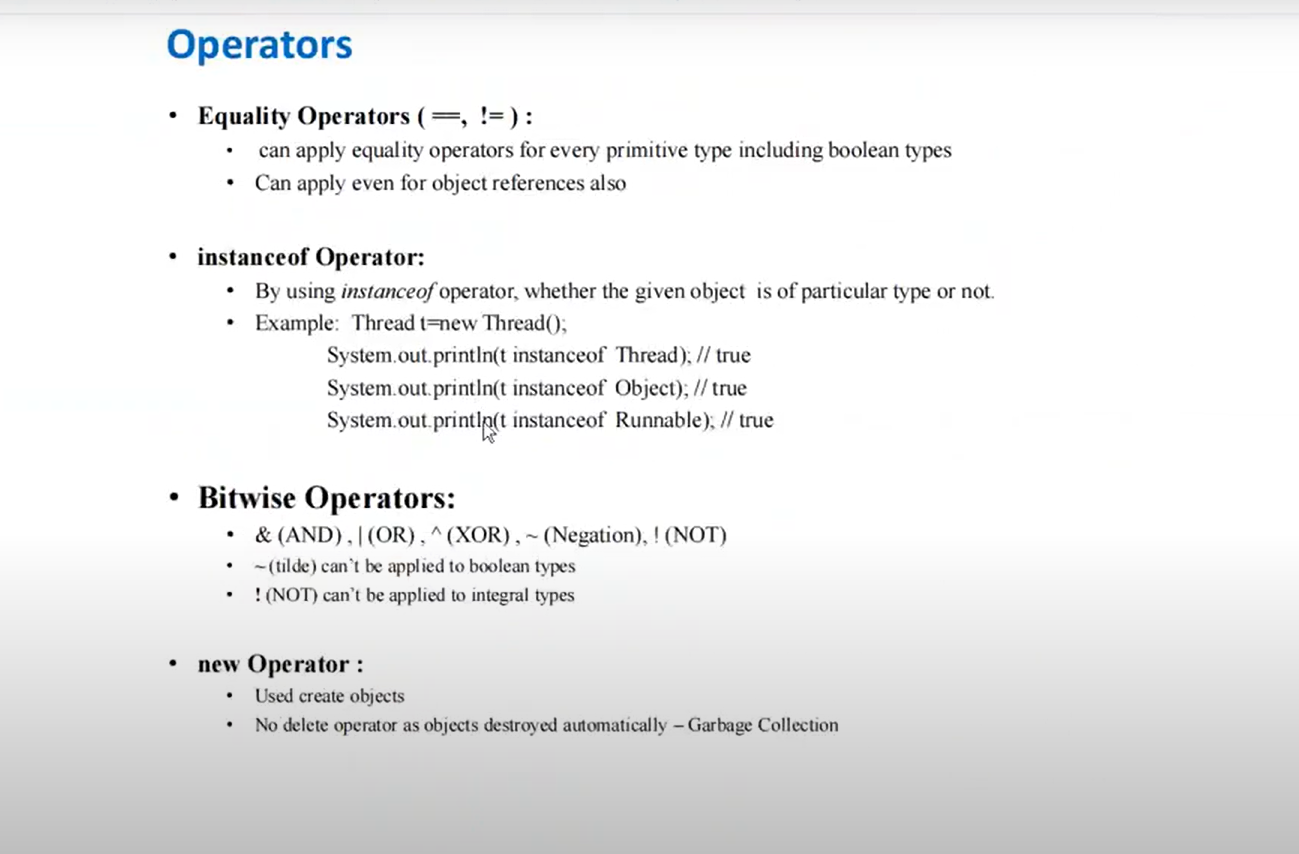 Operators
• Equality Operators ( ==, != ) :
• can apply equality operators for every primitive type including boolean types
• Can apply even for object references also
• instanceof Operator:
• By using instanceof operator, whether the given object is of particular type or not.
• Example: Thread t=new Thread();
System.out.println(t instanceof Thread); // true
System.out.println(t instanceof Object); // true
System.out.println(t instanceof Runnable); // true
• Bitwise Operators:
• & (AND) , | (OR) , ^ (XOR) , ~ (Negation), ! (NOT)
• ~(tilde) can't be applied to boolean types
• ! (NOT) can't be applied to integral types
• new Operator :
• Used create objects
• No delete operator as objects destroyed automatically – Garbage Collection